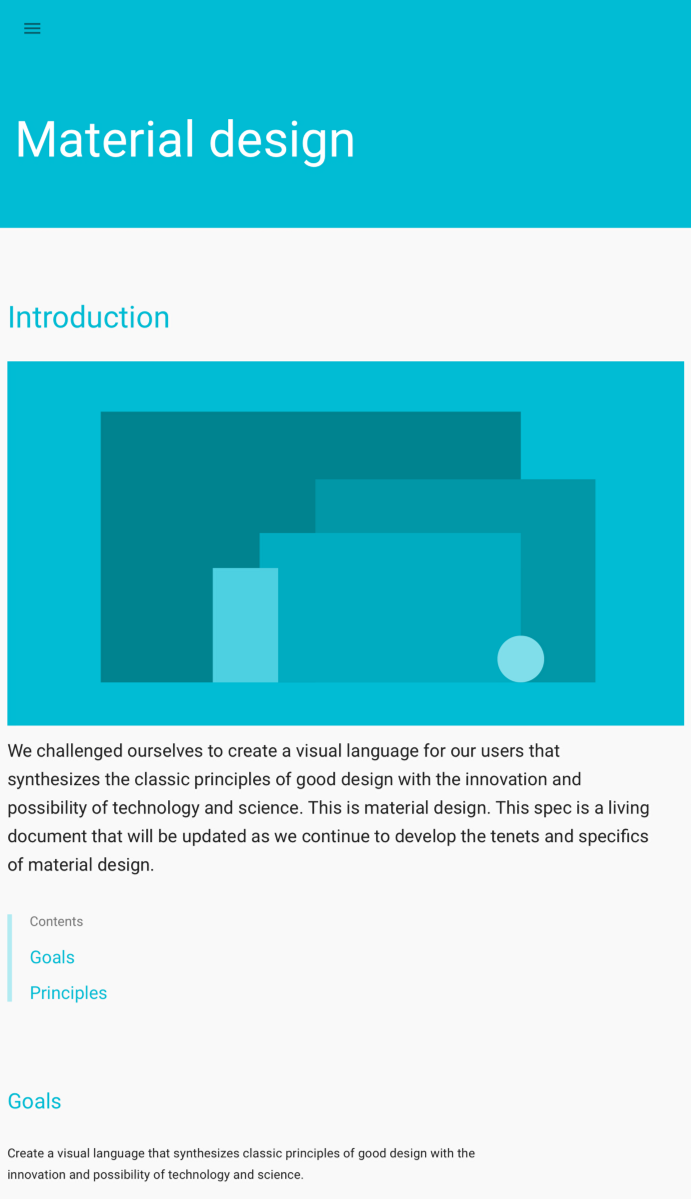 Material design
Introduction
We challenged ourselves to create a visual language for our users that
synthesizes the classic principles of good design with the innovation and
possibility of technology and science. This is material design. This spec is a living
document that will be updated as we continue to develop the tenets and specifics
of material design.
Contents
Goals
Principles
Goals
Create a visual language that synthesizes classic principles of good design with the
innovation and possibility of technology and science.